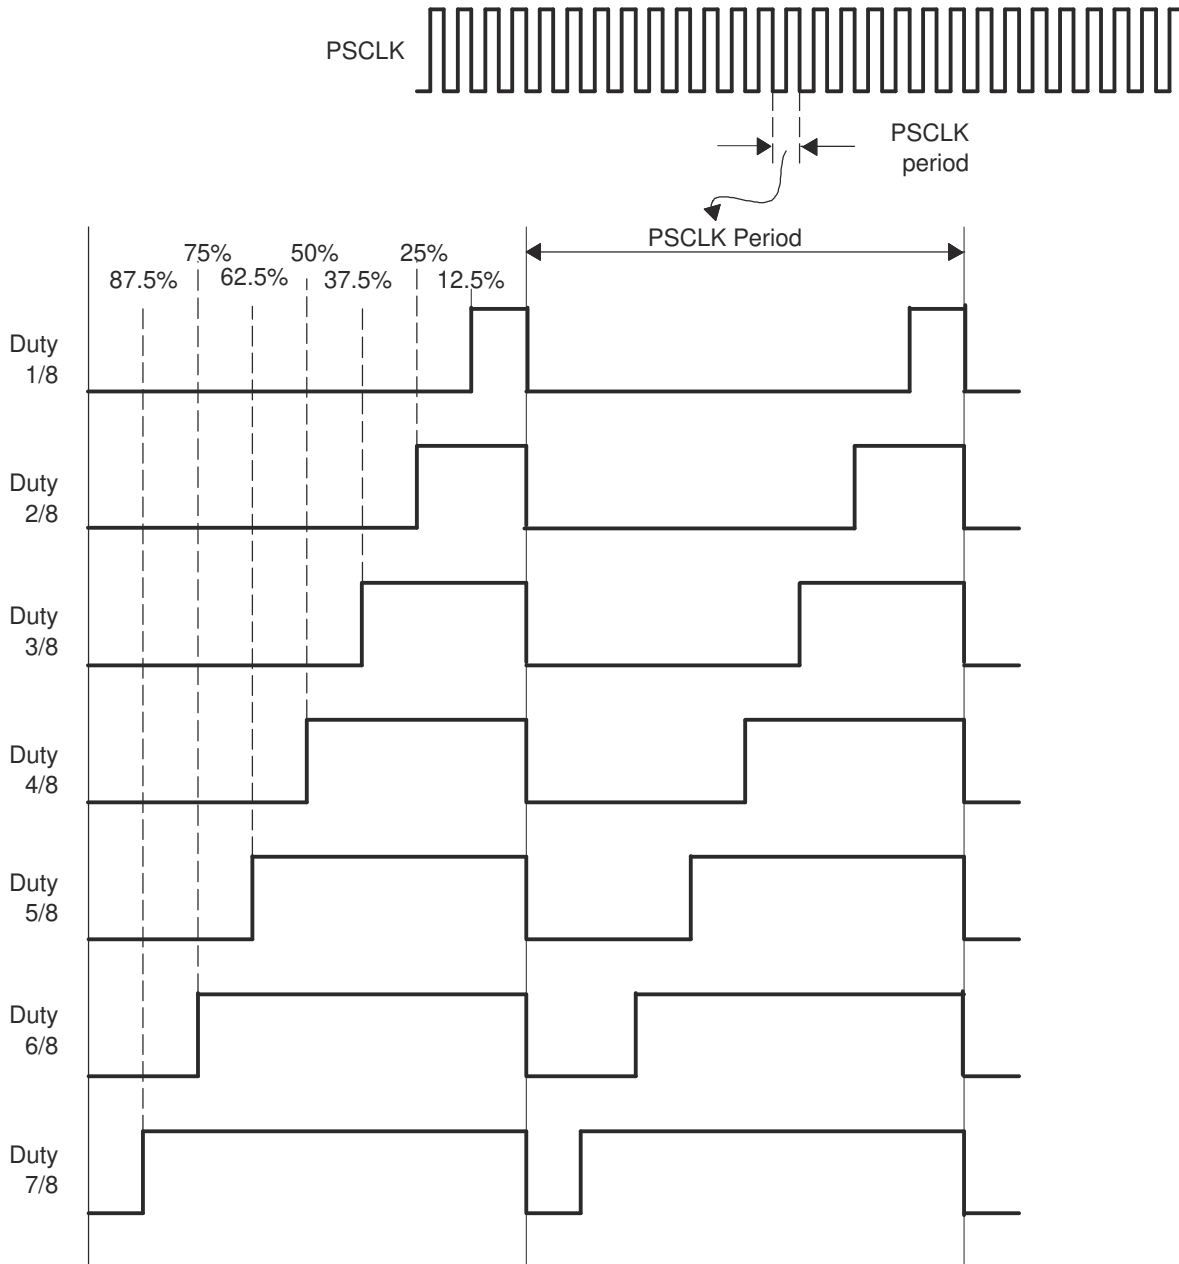 PSCLK
PSCLK
period
PSCLK Period
75%
50%
25%
87.5%
62.5%
37.5%
12.5%
Duty
1/8
Duty
2/8
Duty
3/8
Duty
4/8
Duty
5/8
Duty
6/8
Duty
7/8